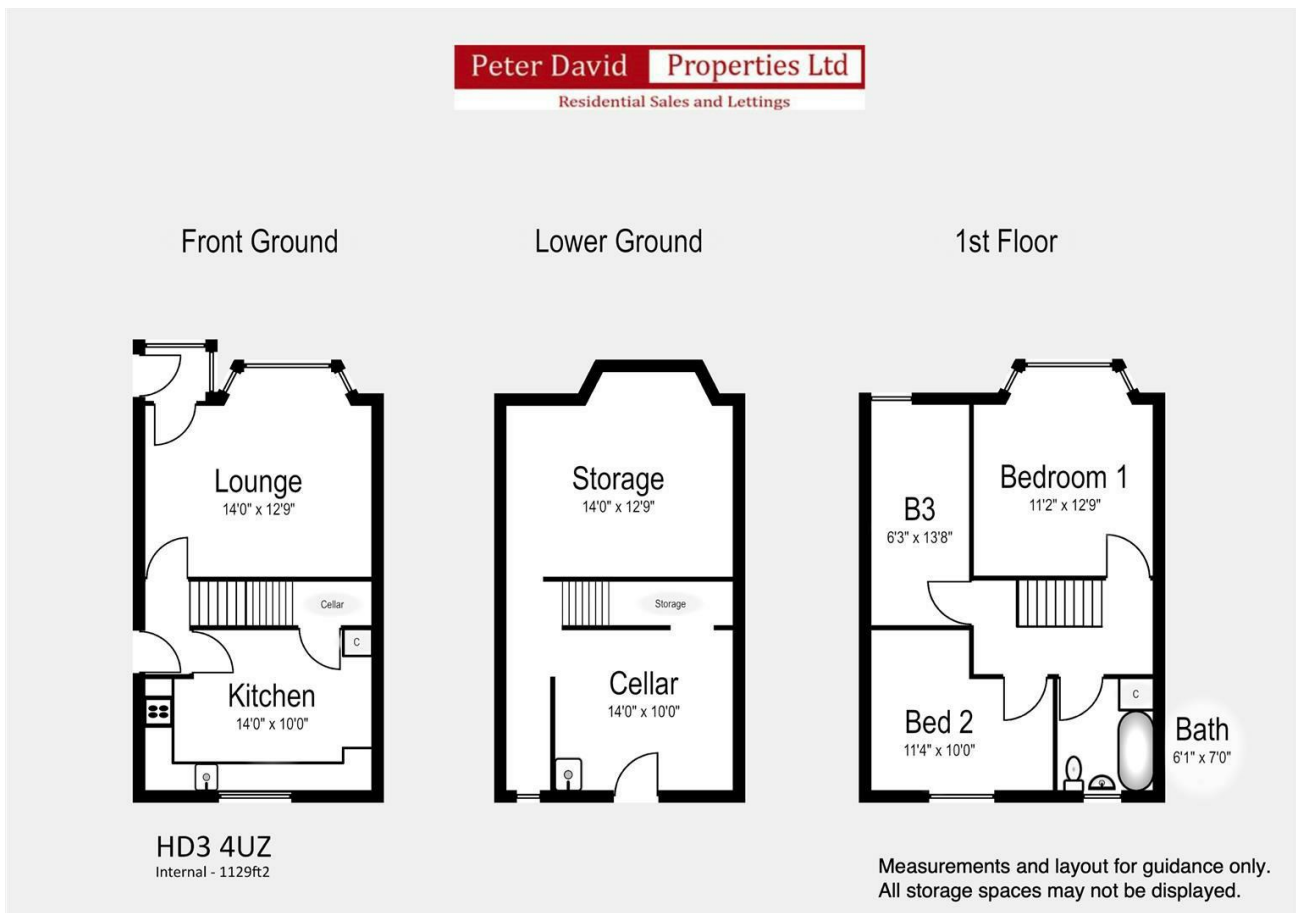 Peter David Properties Ltd
Residential Sales and Lettings
Front Ground
Lower Ground
1st Floor
Lounge
14'0" x 12'9"
Cellar
C
Kitchen
14'0" x 10'0"
Storage
14'0" x 12'9"
Storage
Cellar
14'0" x 10'0"
Bedroom 1
11'2" x 12'9"
B3
6'3" x 13'8"
Bed 2
11'4" x 10'0"
C
Bath
6'1" x 7'0"
HD3 4UZ
Internal - 1129ft2
Measurements and layout for guidance only.
All storage spaces may not be displayed.